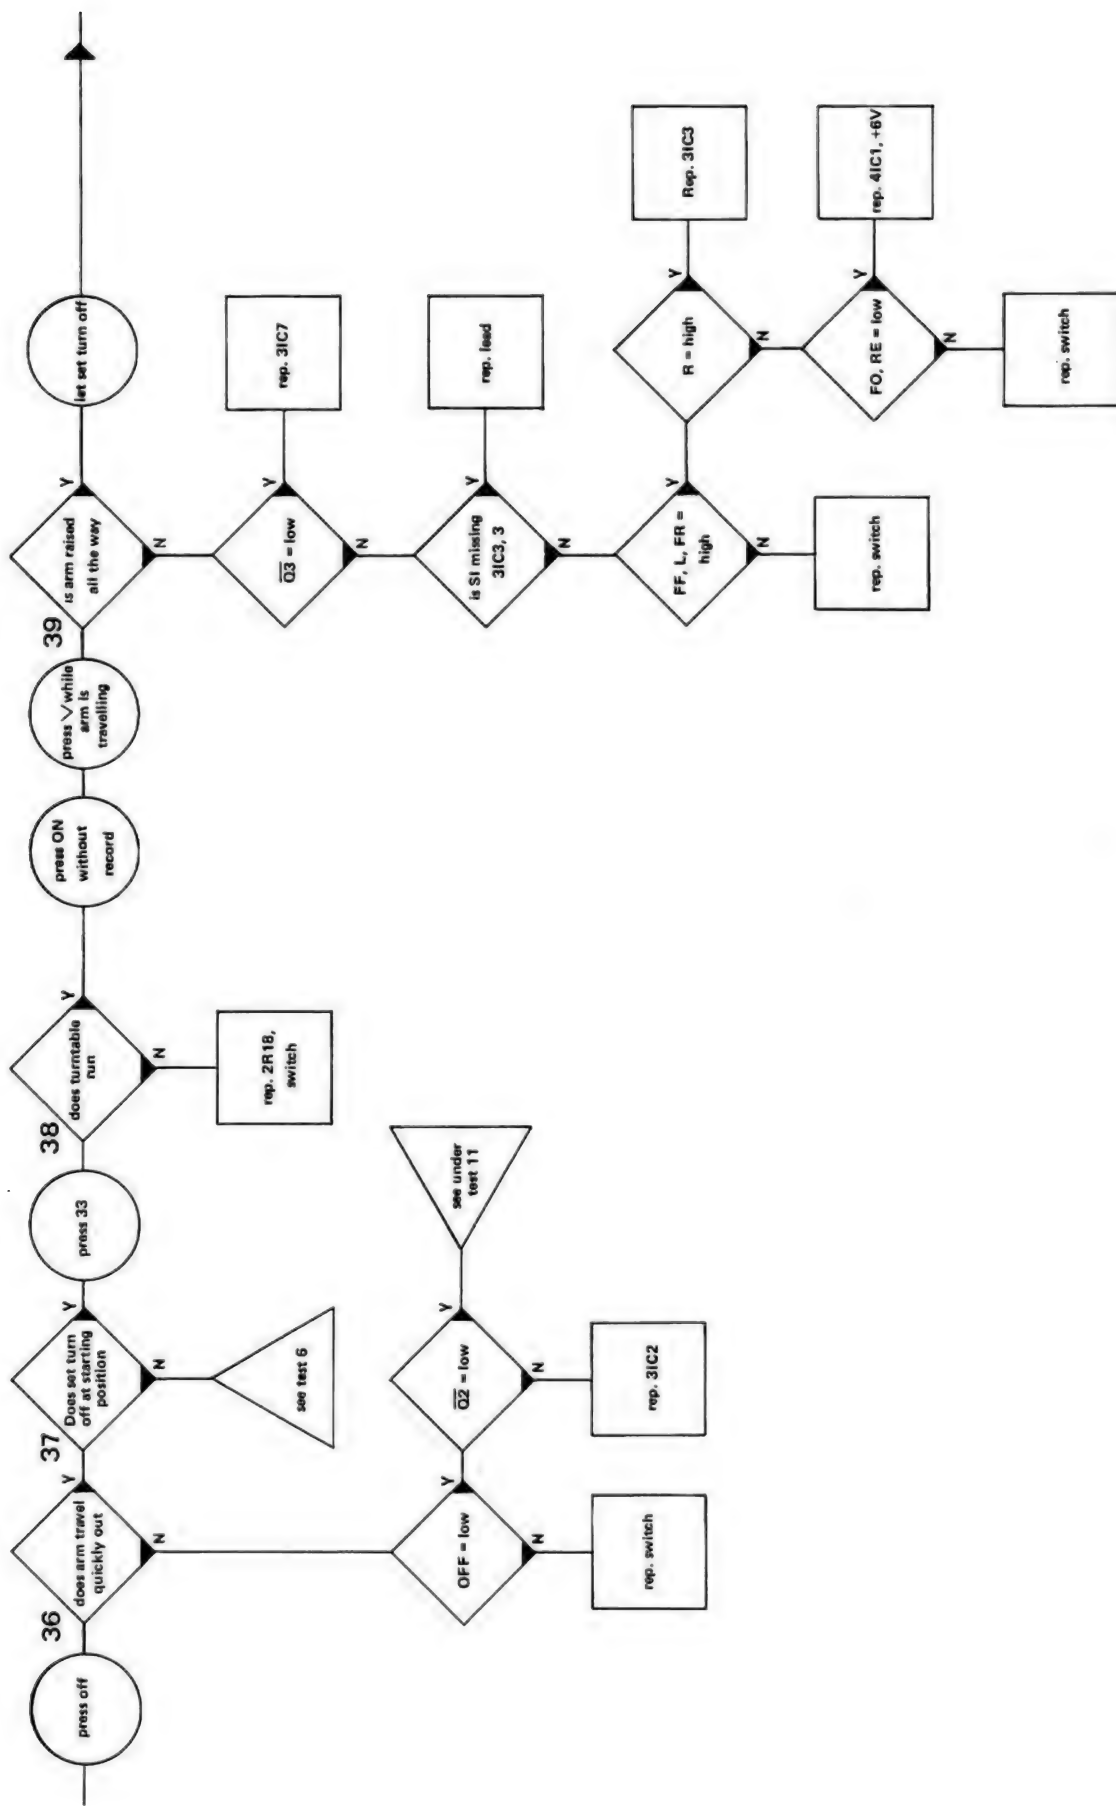 press off
36
does arm travel
quickly out
Y
N
OFF = low
Y
N
rep. switch
Q2 = low
Y
N
rep. 3IC2
see under
test 11
37
Does set turn
off at starting
position
Y
N
see test 6
press 33
38
does turntable
run
Y
N
rep. 2R18,
switch
press ON
without
record
press \/ while
arm is
travelling
39
is arm raised
all the way
Y
N
let set turn off
Q3 = low
Y
N
rep. 3IC7
is SI missing
3IC3, 3
Y
N
rep. lead
FF, L, FR =
high
Y
N
rep. switch
R = high
Y
N
Rep. 3IC3
FO, RE = low
Y
N
rep. 4IC1, +6V
rep. switch